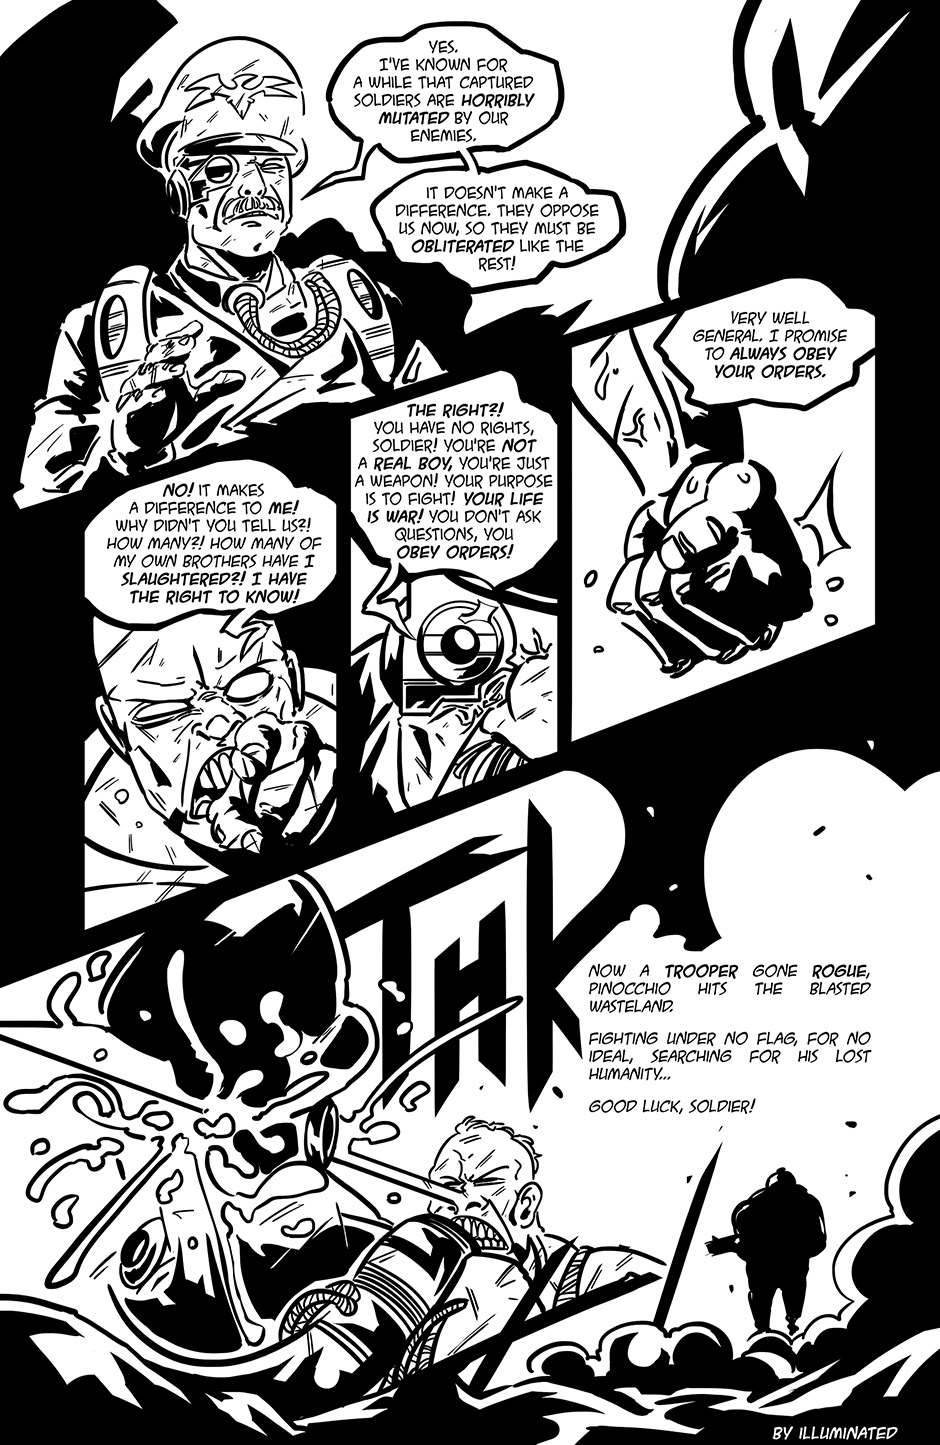 YES.
I'VE KNOWN FOR
A WHILE THAT CAPTURED
SOLDIERS ARE HORRIBLY
MUTATED BY OUR
ENEMIES.
IT DOESN'T MAKE A
DIFFERENCE. THEY OPPOSE
US NOW, SO THEY MUST BE
OBLITERATED LIKE THE
REST!
NO! IT MAKES
A DIFFERENCE TO ME!
WHY DIDN'T YOU TELL US?!
HOW MANY?! HOW MANY OF
MY OWN BROTHERS HAVE I
SLAUGHTERED?! I HAVE
THE RIGHT TO KNOW!
THE RIGHT?!
YOU HAVE NO RIGHTS,
SOLDIER! YOU'RE NOT
A REAL BOY, YOU'RE JUST
A WEAPON! YOUR PURPOSE
IS TO FIGHT! YOUR LIFE
IS WAR! YOU DON'T ASK
QUESTIONS, YOU
OBEY ORDERS!
VERY WELL
GENERAL. I PROMISE
TO ALWAYS OBEY
YOUR ORDERS.
THK
NOW A TROOPER GONE ROGUE,
PINOCCHIO HITS THE BLASTED
WASTELAND.
FIGHTING UNDER NO FLAG, FOR NO
IDEAL, SEARCHING FOR HIS LOST
HUMANITY...
GOOD LUCK, SOLDIER!
BY ILLUMINATED